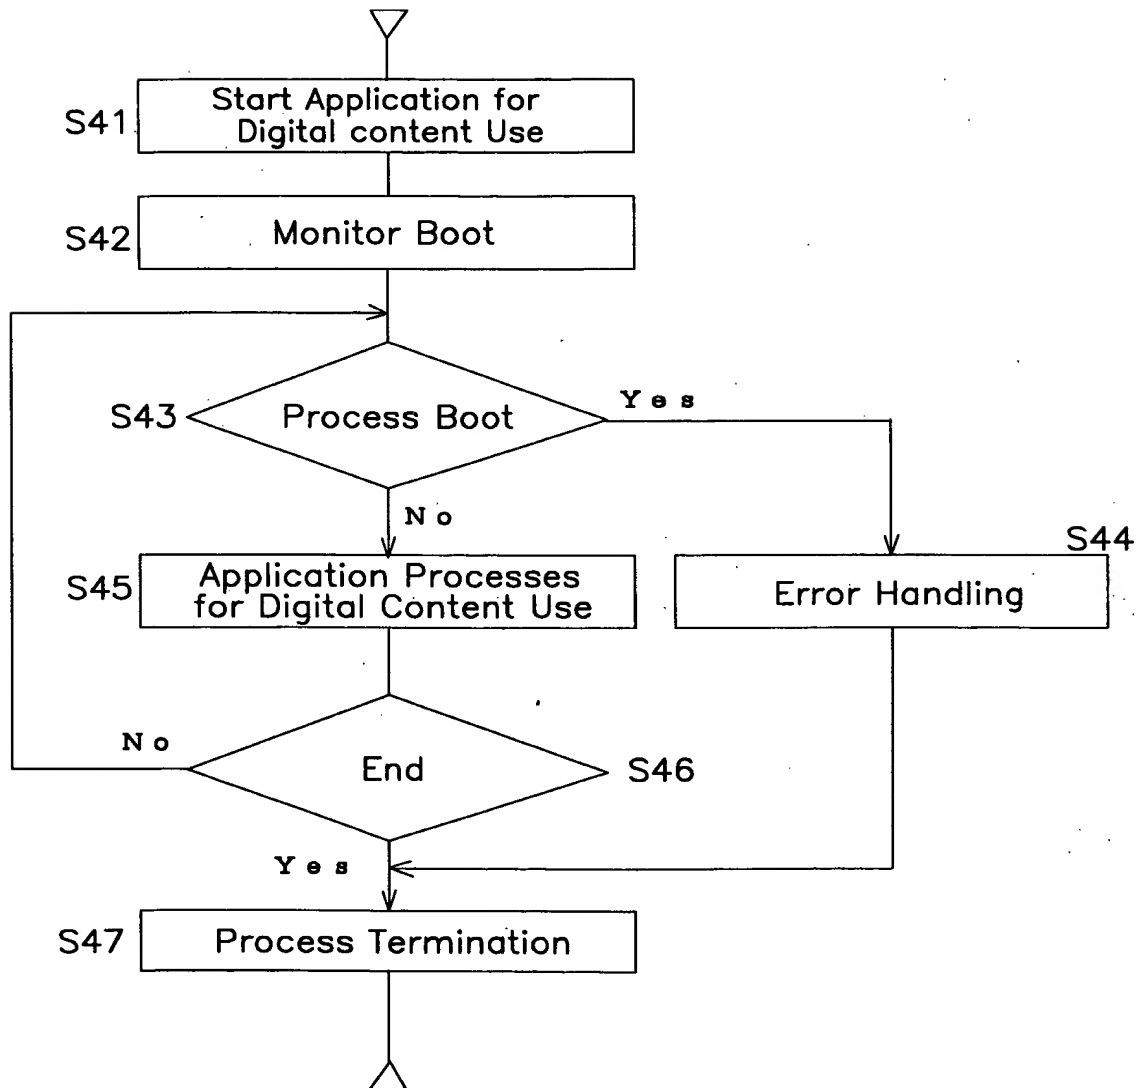 Start Application for
S41
Digital content Use
S42
Monitor Boot
S43
Process Boot
Yes
No
S44
S45
Application Processes
for Digital Content Use
Error Handling
No
End
S46
Yes
S47
Process Termination